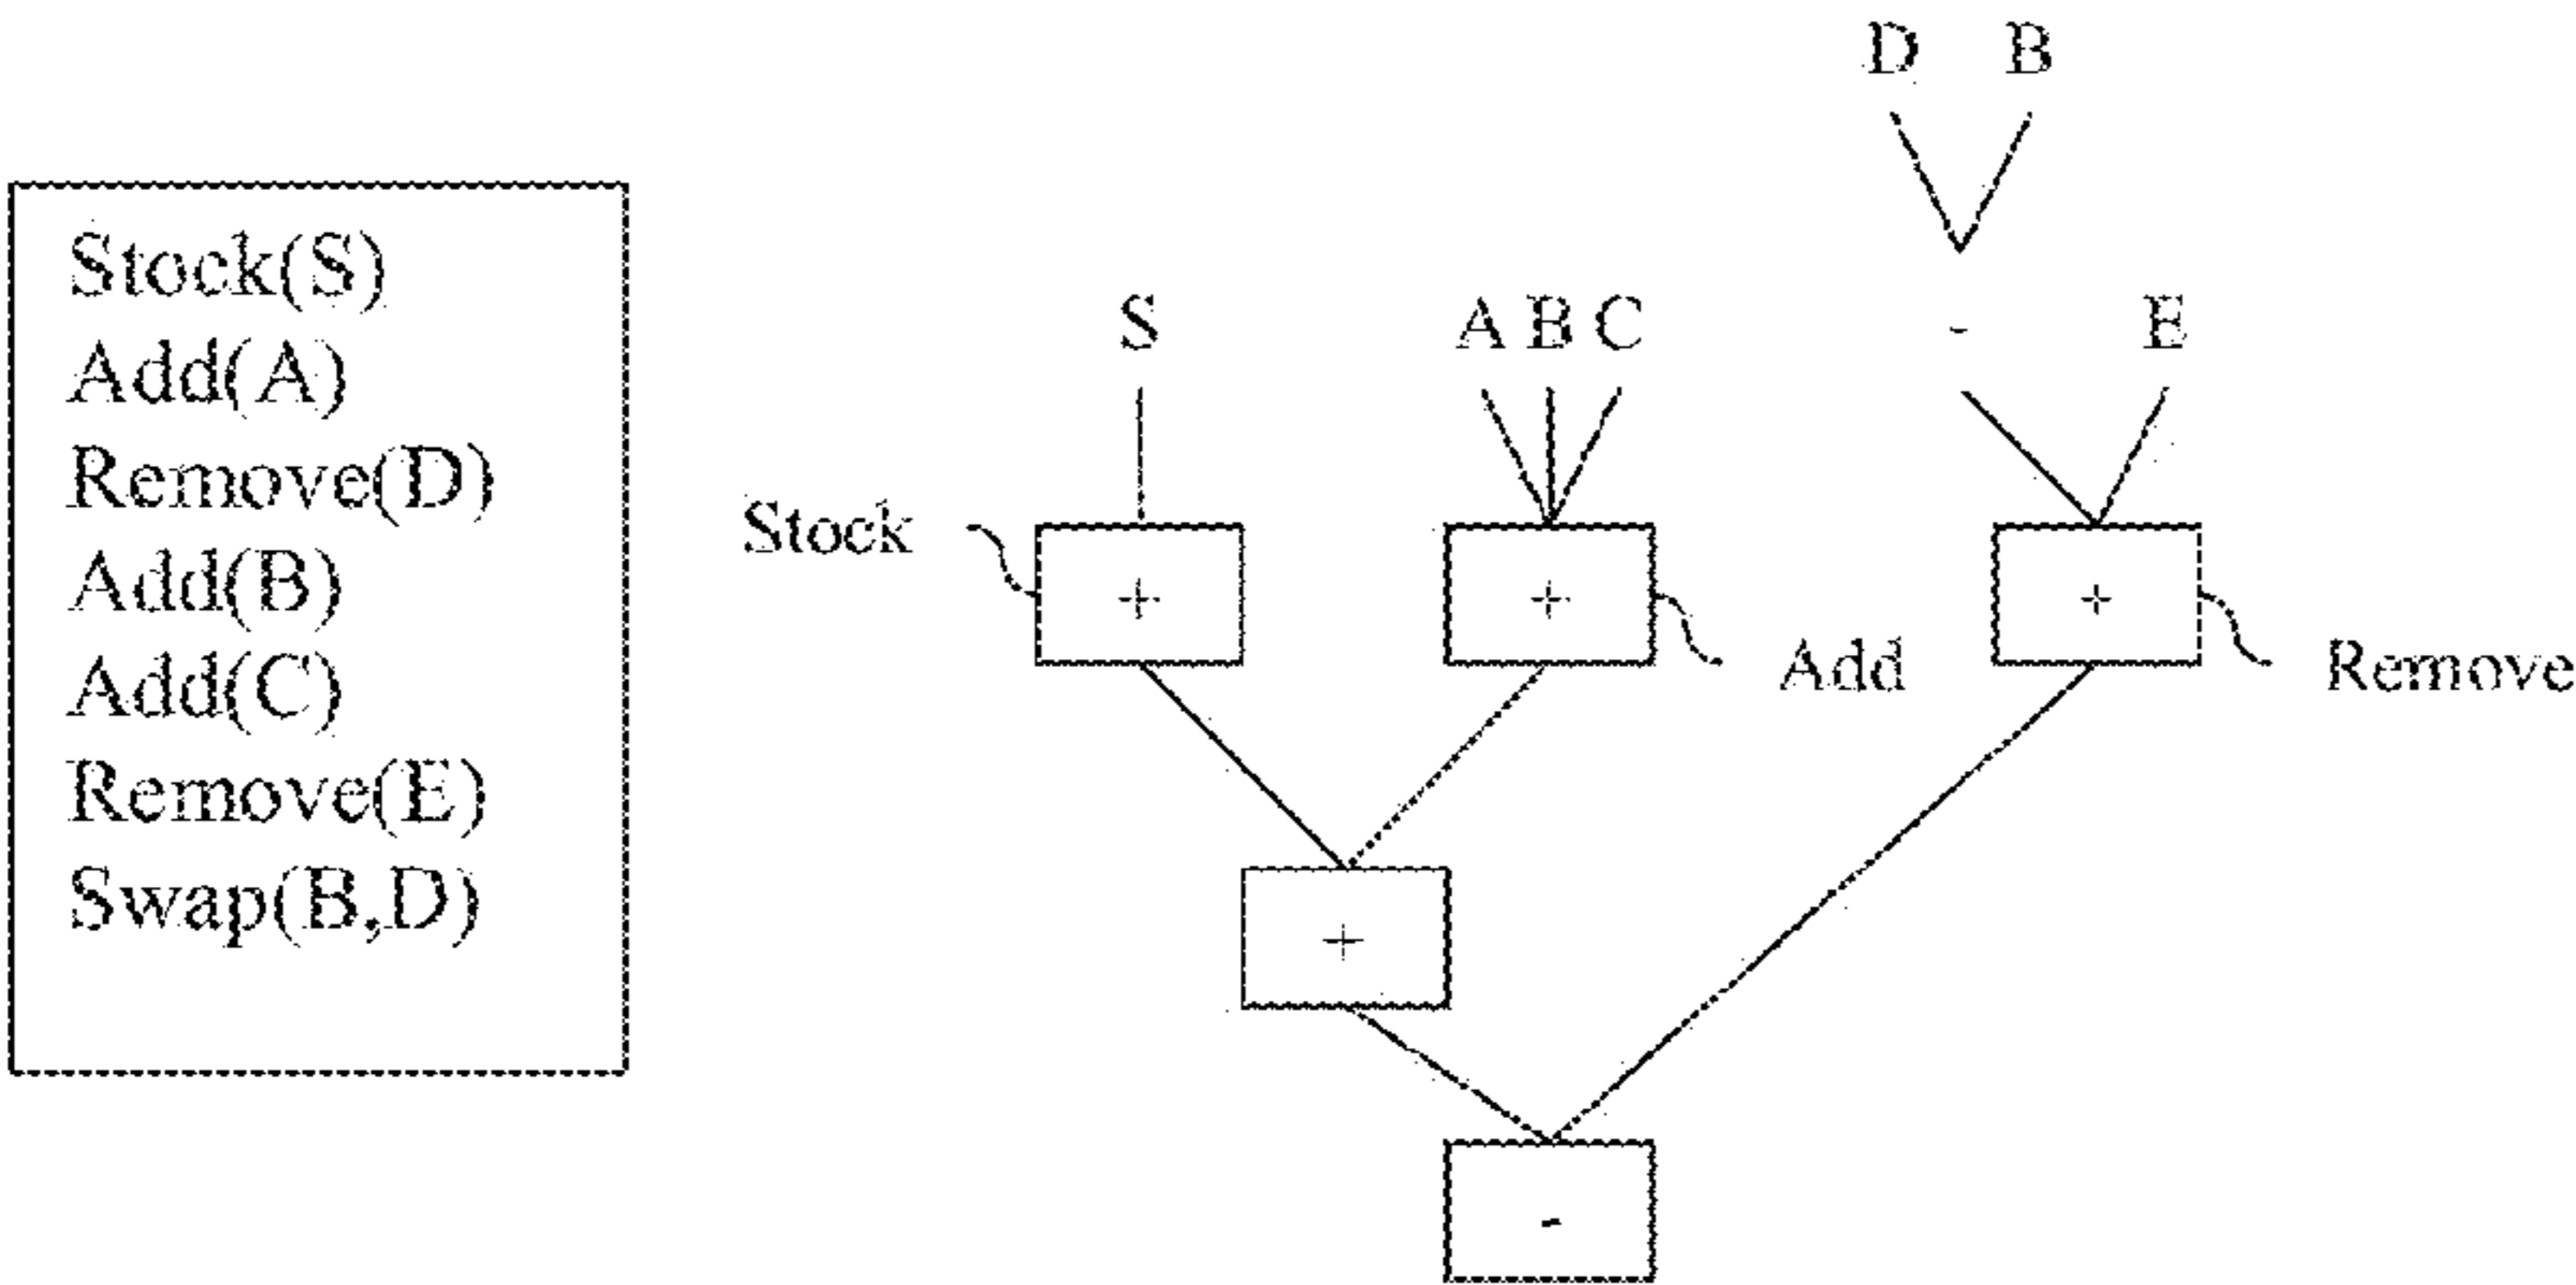 Stock(S)
Add(A)
Remove(D)
Add(B)
Add(C)
Remove(E)
Swap(B,D)
D B
S A B C - E
Stock + + +
Add Remove
+
-